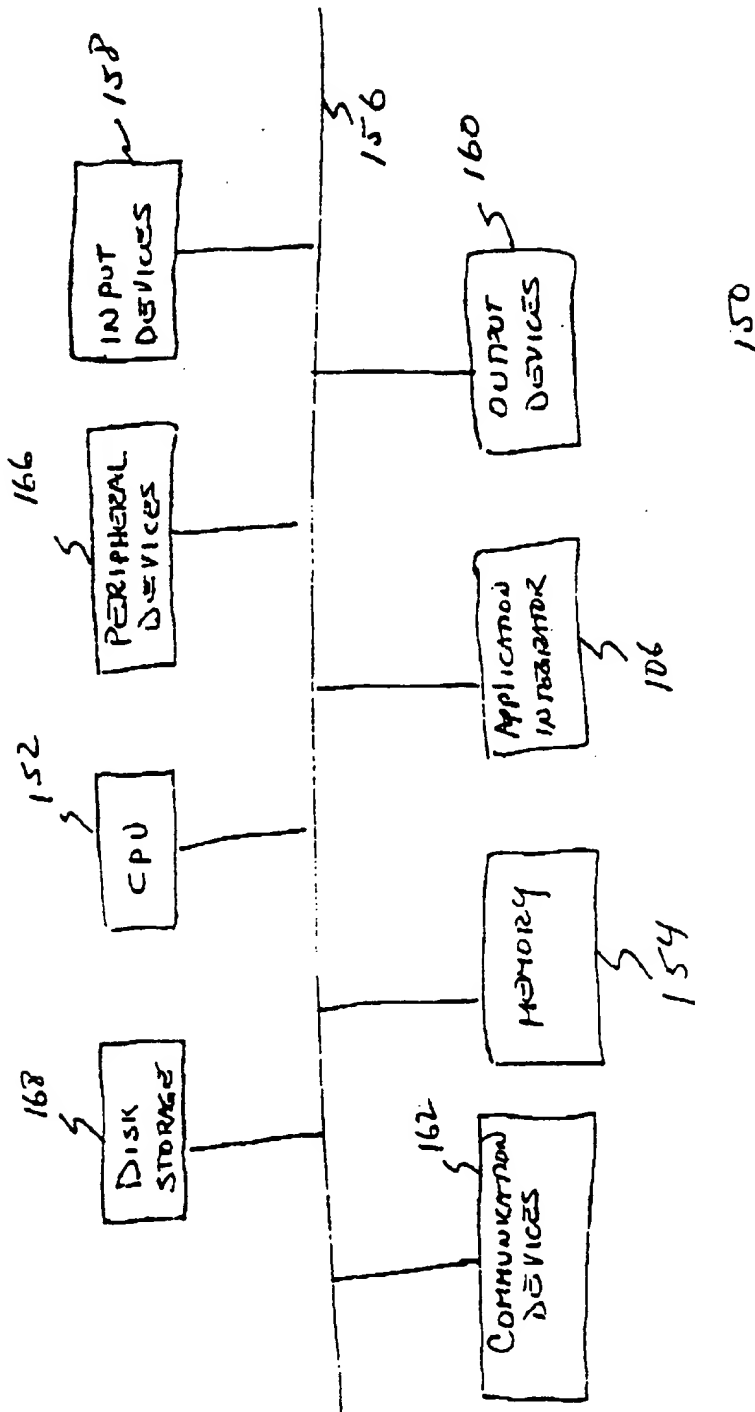 168
DISK
STORAGE
152
CPU
166
PERIPHERAL
DEVICES
158
INPUT
DEVICES
156
162
COMMUNICATION
DEVICES
MEMORY
154
APPLICATION
INTEGRATOR
106
OUTPUT
DEVICES
160
150